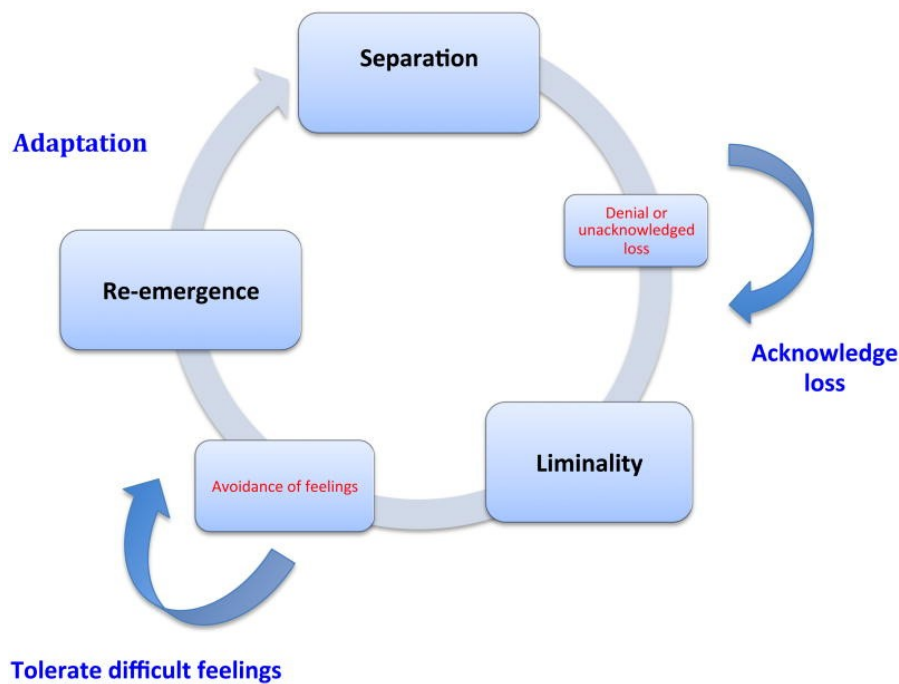 Separation
Adaptation
Denial or
unacknowledged
loss
Re-emergence
Acknowledge
loss
Liminality
Avoidance of feelings
Tolerate difficult feelings